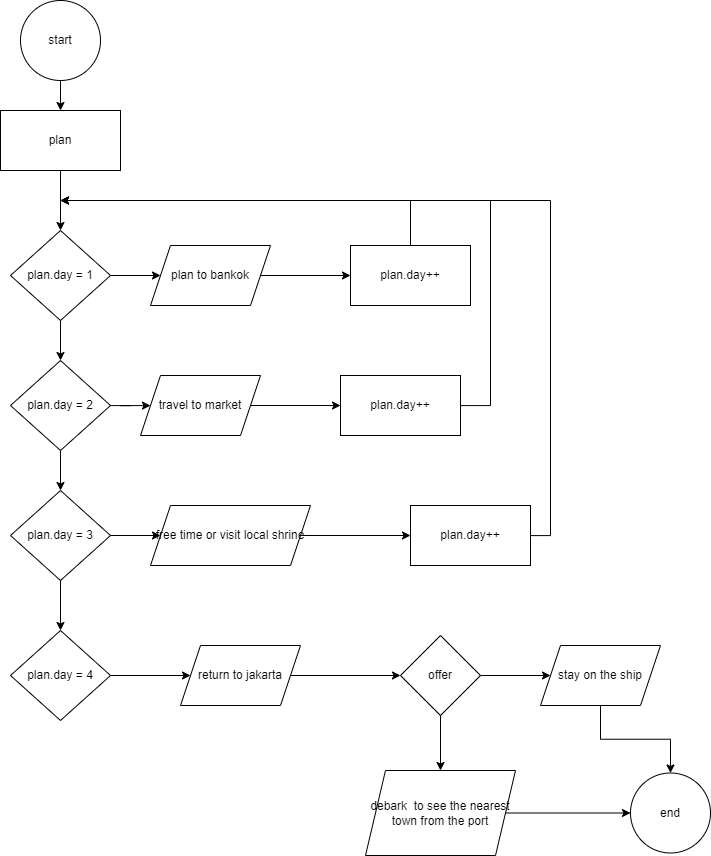 start
plan
plan.day = 1
plan to bankok
plan.day++
plan.day = 2
travel to market
plan.day++
plan.day = 3
free time or visit local shrine
plan.day++
plan.day = 4
return to jakarta
offer
stay on the ship
debark  to see the nearest
town from the port
end